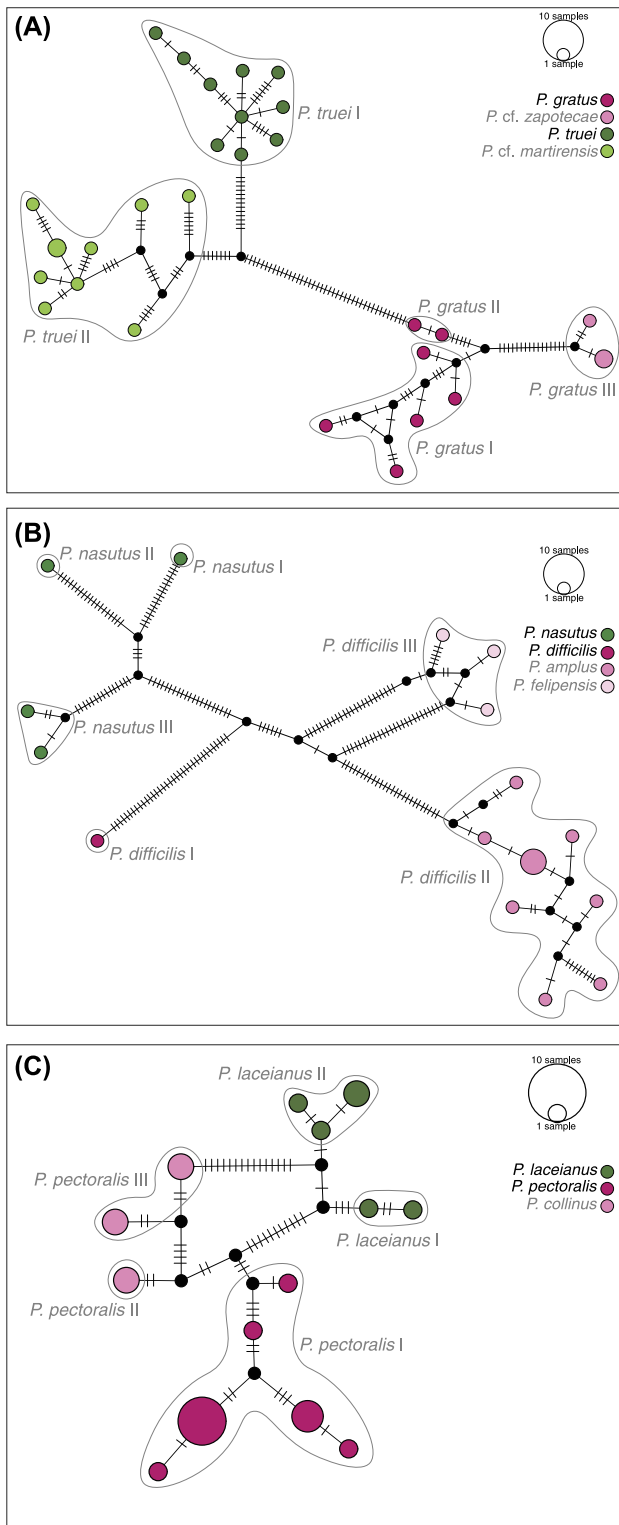 (A)
10 samples
1 sample
P. gratus
P. cf. zapotecae
P. truei
P. cf. martirensis
P. truei I
P. truei II
P. gratus II
P. gratus III
P. gratus I
(B)
10 samples
1 sample
P. nasutus
P. difficilis
P. amplus
P. felipensis
P. nasutus II
P. nasutus I
P. difficilis III
P. nasutus III
P. difficilis I
P. difficilis II
(C)
10 samples
1 sample
P. laceianus
P. pectoralis
P. collinus
P. laceianus II
P. pectoralis III
P. laceianus I
P. pectoralis II
P. pectoralis I